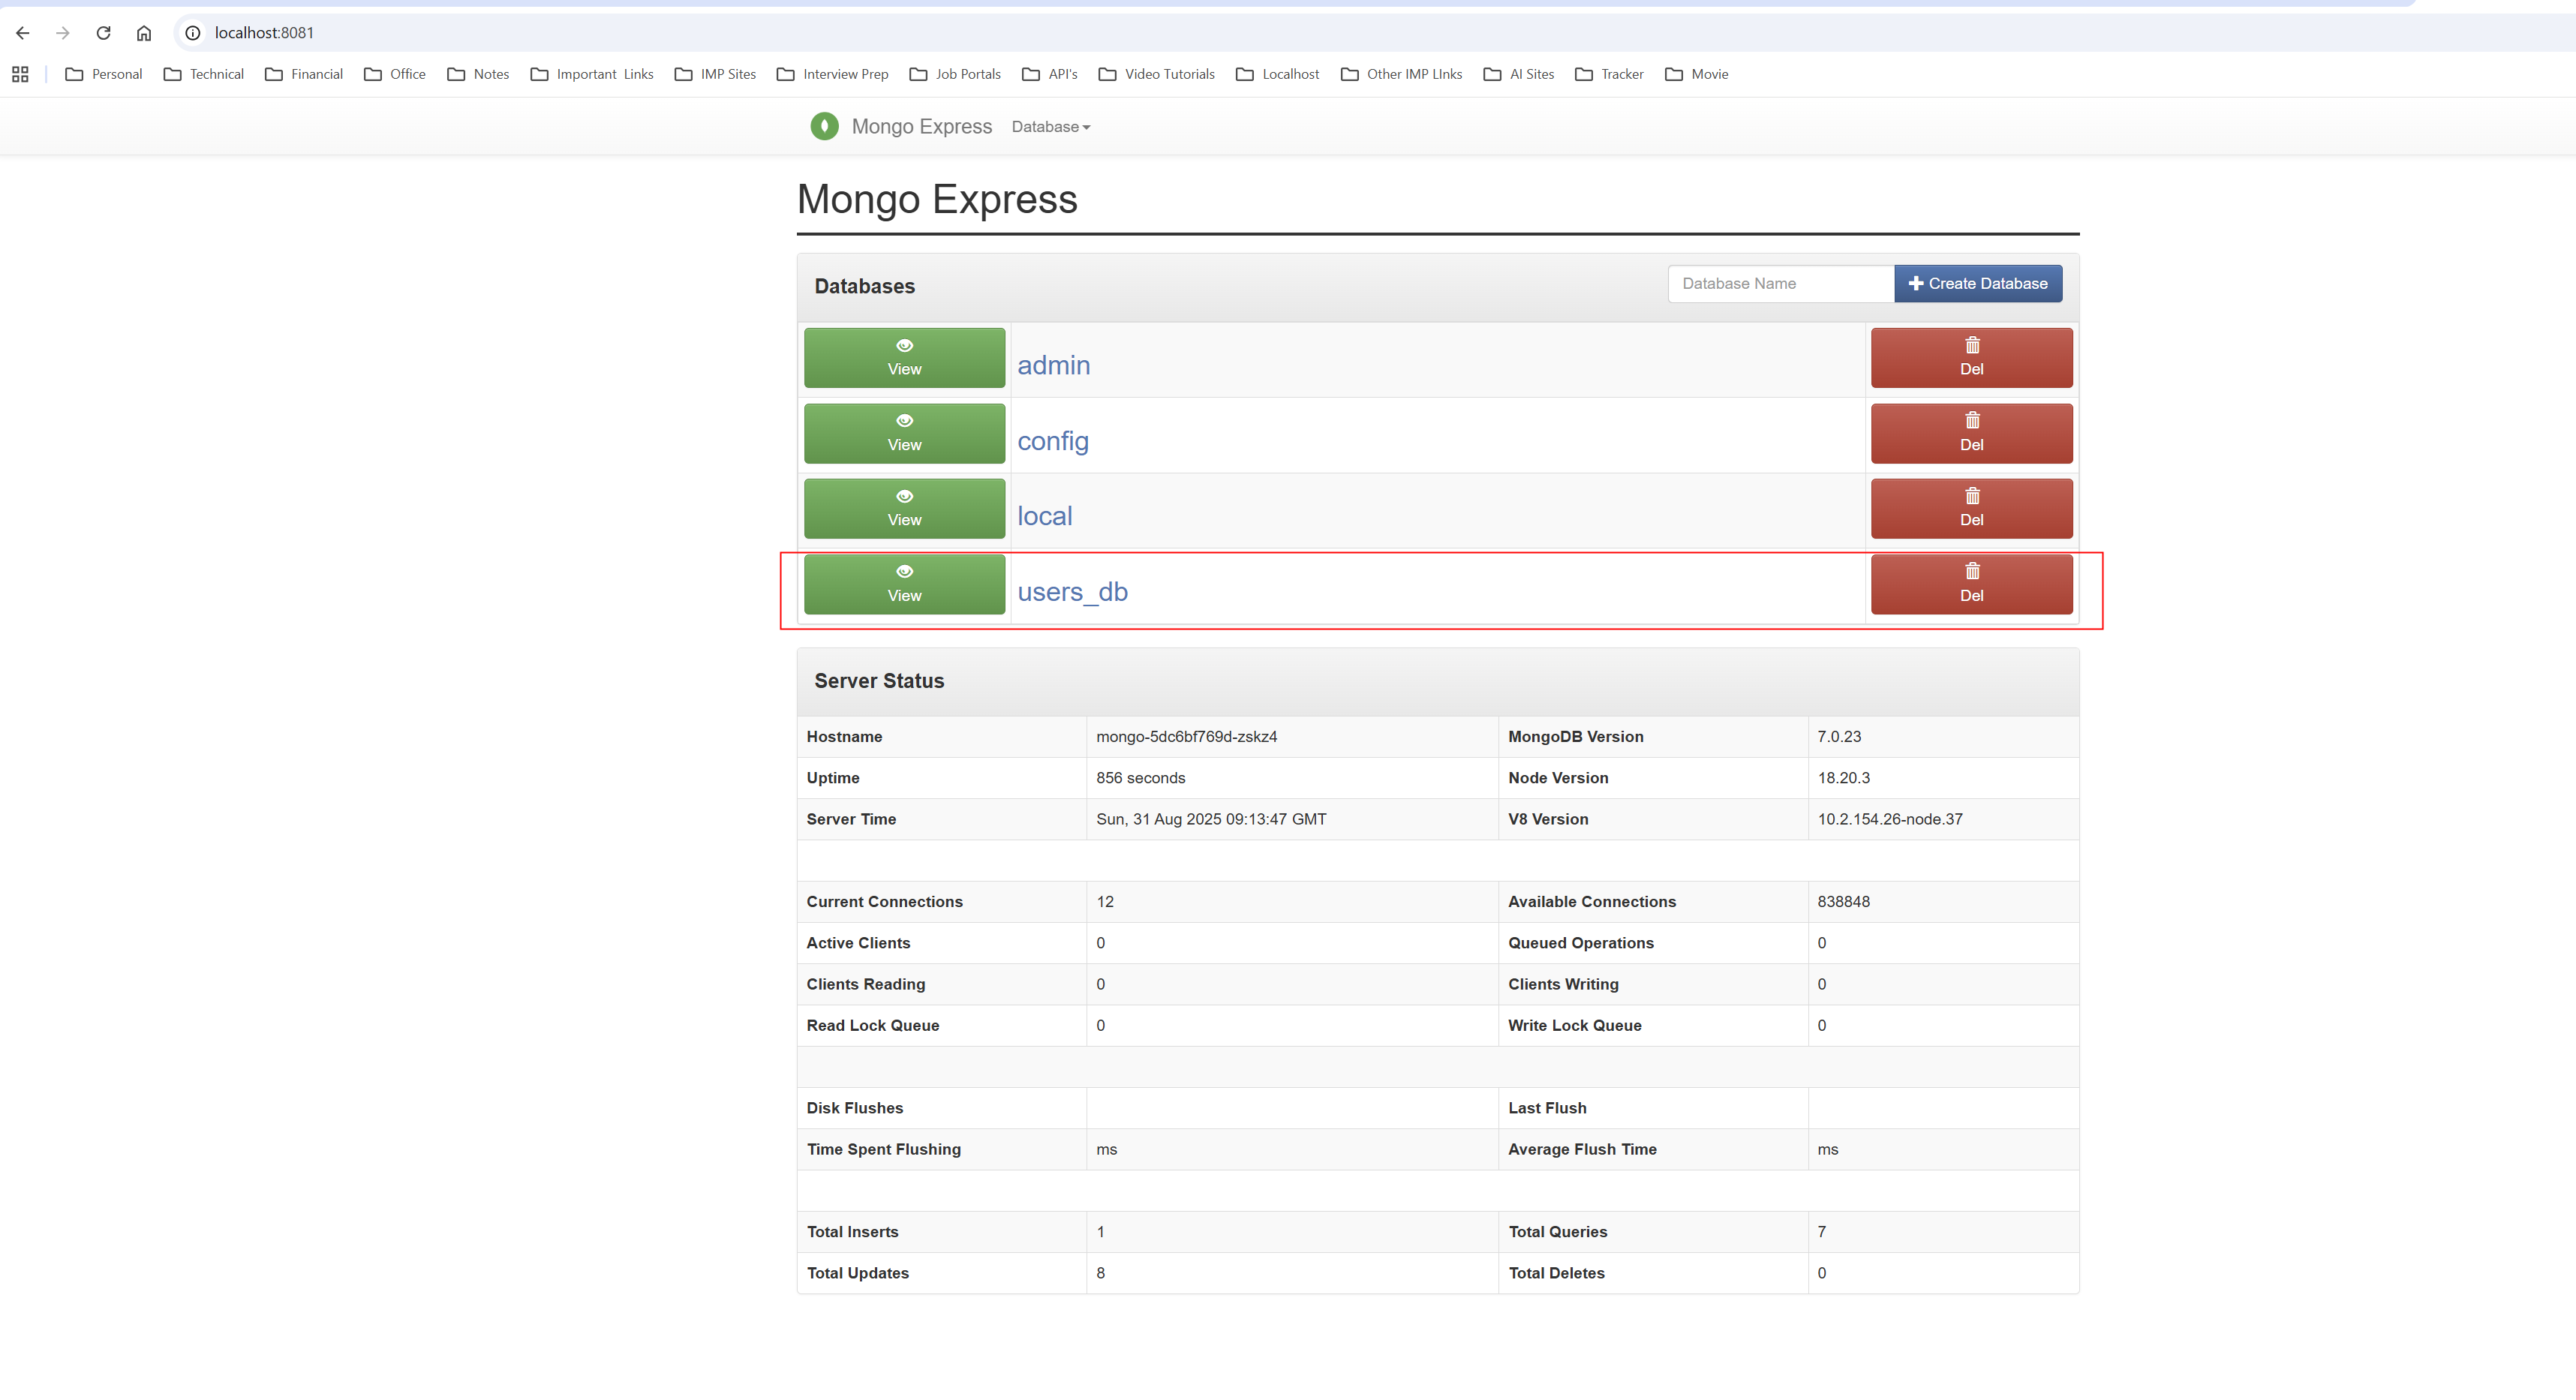 localhost:8081
Personal Technical Financial Office Notes Important Links IMP Sites Interview Prep Job Portals API's Video Tutorials Localhost Other IMP LInks AI Sites Tracker Movie
Mongo Express Database
Mongo Express
Databases Database Name Create Database
View admin Del
View config Del
View local Del
View users_db Del
Server Status
Hostname mongo-5dc6bf769d-zskz4 MongoDB Version 7.0.23
Uptime 856 seconds Node Version 18.20.3
Server Time Sun, 31 Aug 2025 09:13:47 GMT V8 Version 10.2.154.26-node.37
Current Connections 12 Available Connections 838848
Active Clients 0 Queued Operations 0
Clients Reading 0 Clients Writing 0
Read Lock Queue 0 Write Lock Queue 0
Disk Flushes Last Flush
Time Spent Flushing ms Average Flush Time ms
Total Inserts 1 Total Queries 7
Total Updates 8 Total Deletes 0